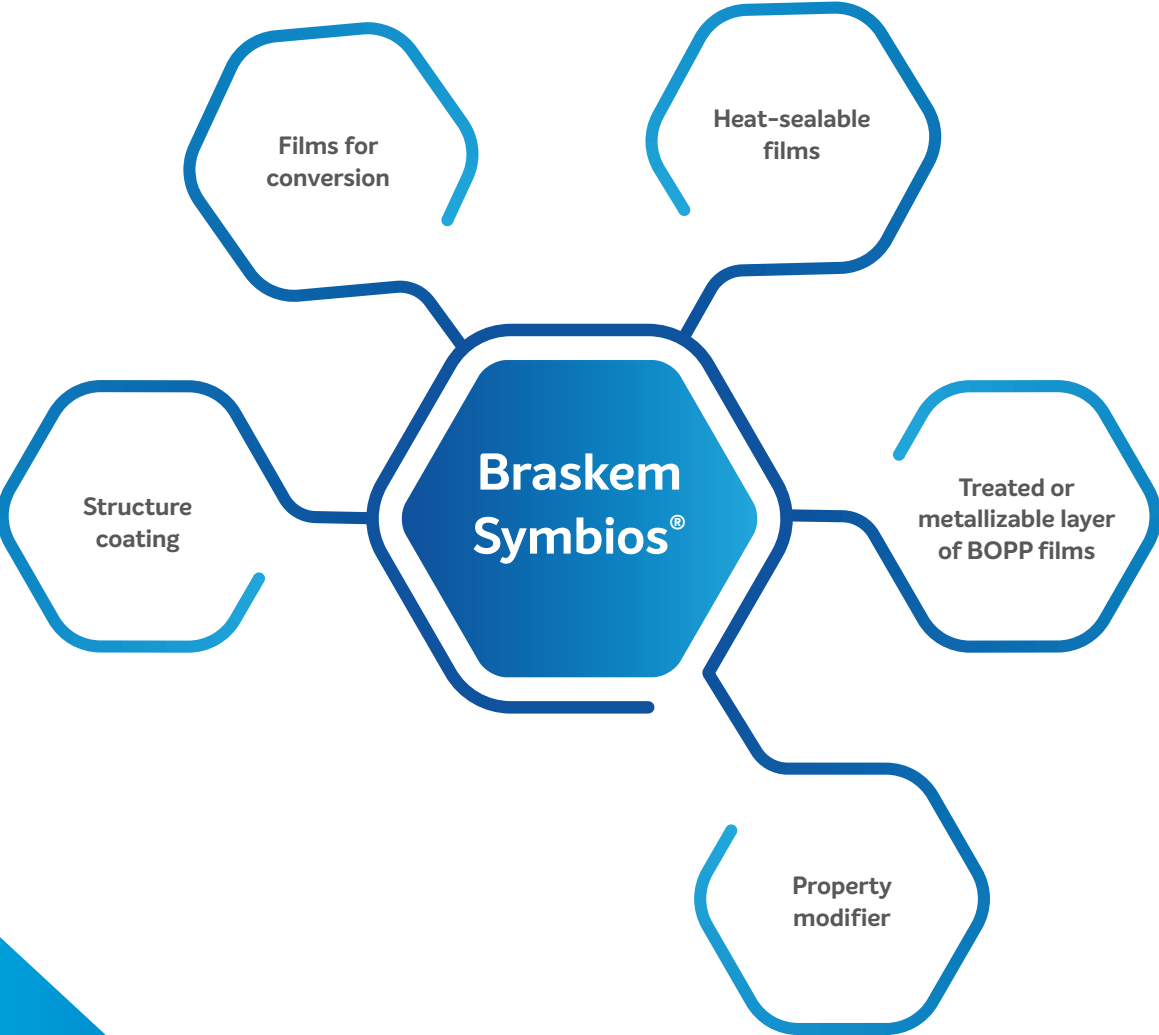 Films for
conversion
Heat-sealable
films
Structure
coating
Braskem
Symbios®
Treated or
metallizable layer
of BOPP films
Property
modifier